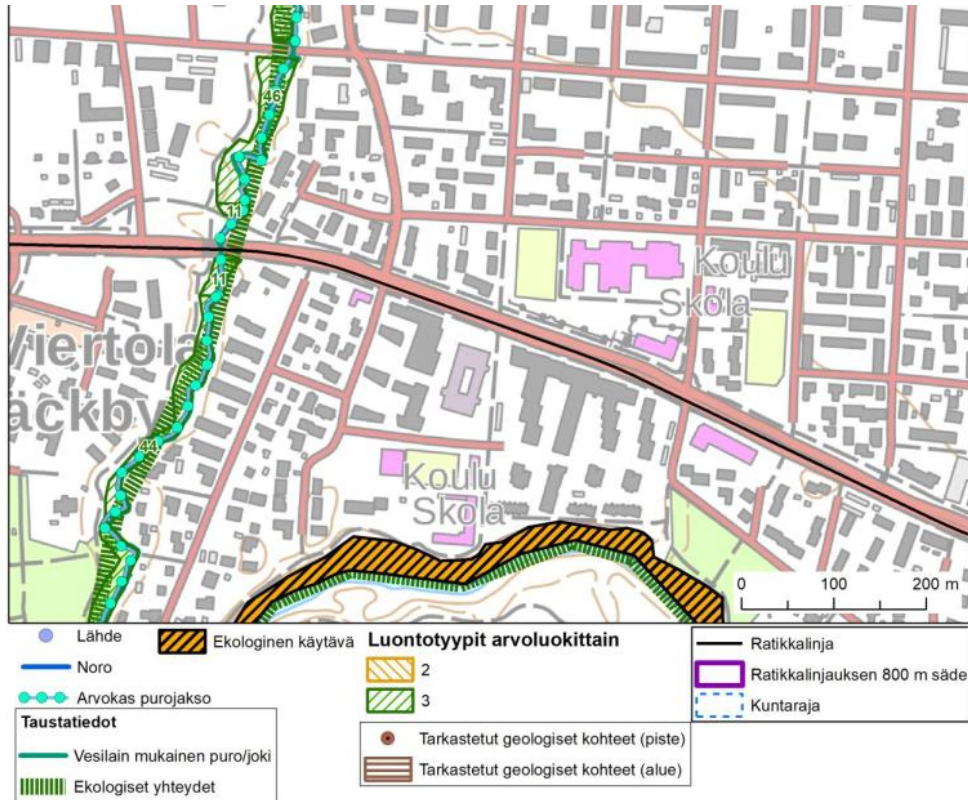 46
11
Koulu
Skola
11
Viertola
äckby
44
Koulu
Skola
0 100 200 m
Lähde
Noro
Arvokas purojakso
Taustatiedot
Vesilain mukainen puro/joki
Ekologiset yhteydet
Ekologinen käytävä
Luontotyypit arvoluokittain
2
3
Tarkastetut geologiset kohteet (piste)
Tarkastetut geologiset kohteet (alue)
Ratikkalinja
Ratikkalinjauksen 800 m säde
Kuntaraja